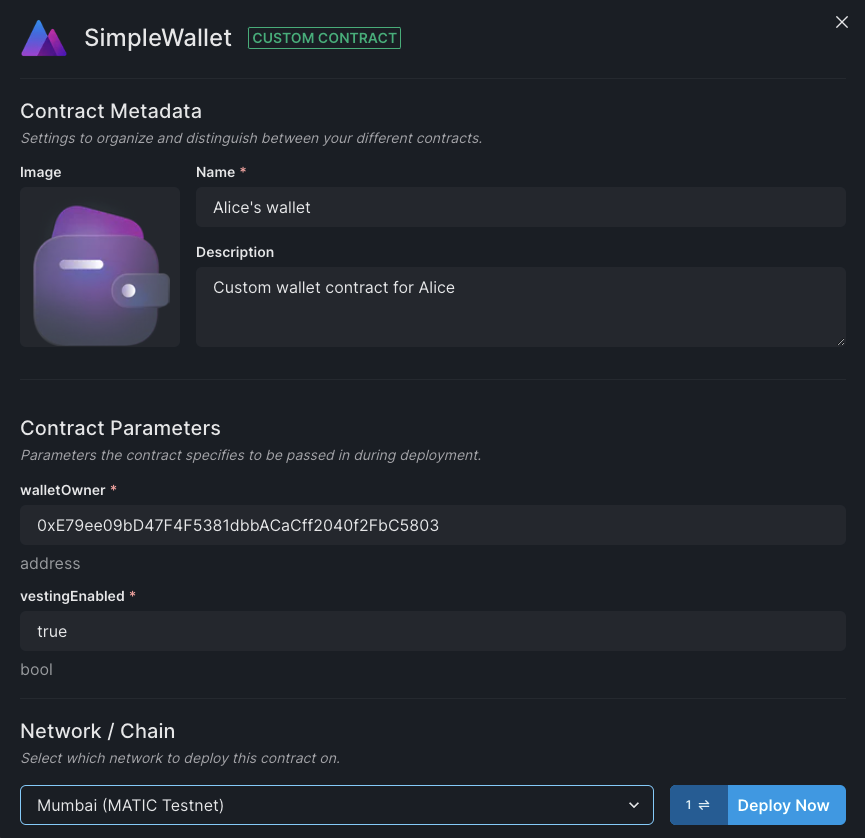 SimpleWallet CUSTOM CONTRACT
Contract Metadata
Settings to organize and distinguish between your different contracts.
Image
Name *
Alice's wallet
Description
Custom wallet contract for Alice
Contract Parameters
Parameters the contract specifies to be passed in during deployment.
walletOwner *
0xE79ee09bD47F4F5381dbbACaCff2040f2FbC5803
address
vestingEnabled *
true
bool
Network / Chain
Select which network to deploy this contract on.
Mumbai (MATIC Testnet)
1 ⇌ Deploy Now